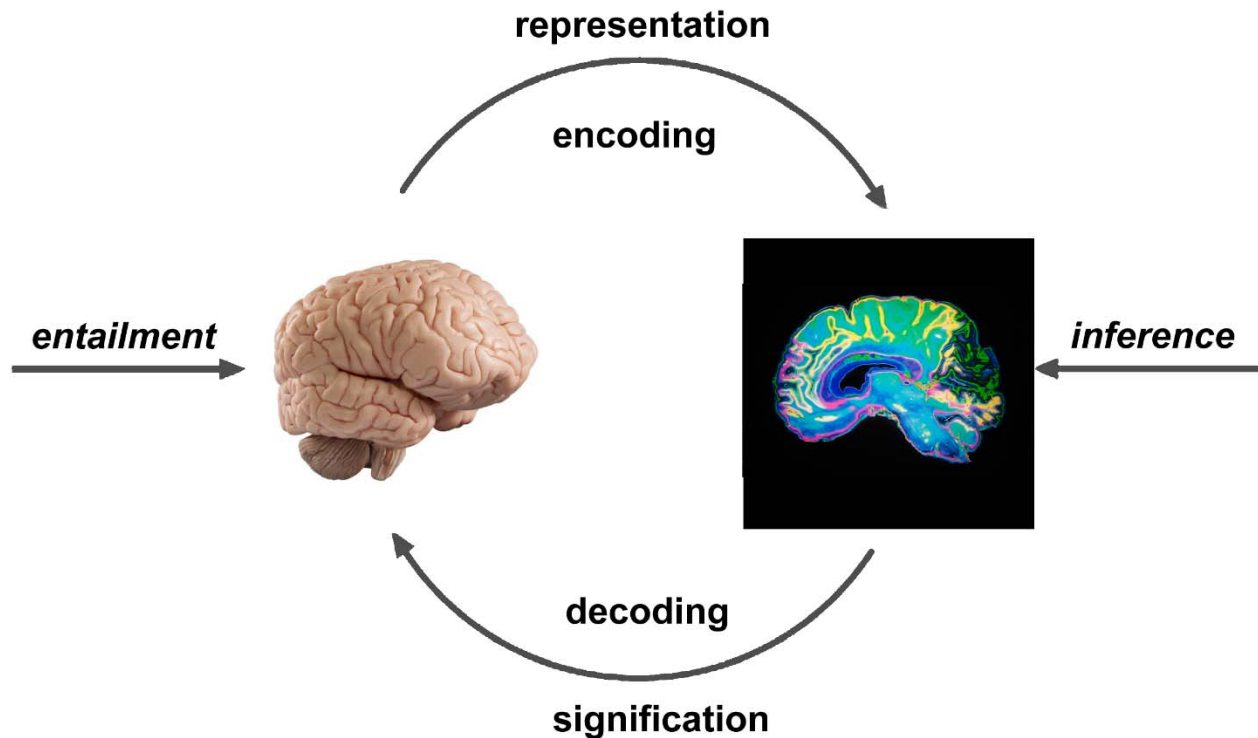 representation
encoding
entailment
inference
decoding
signification